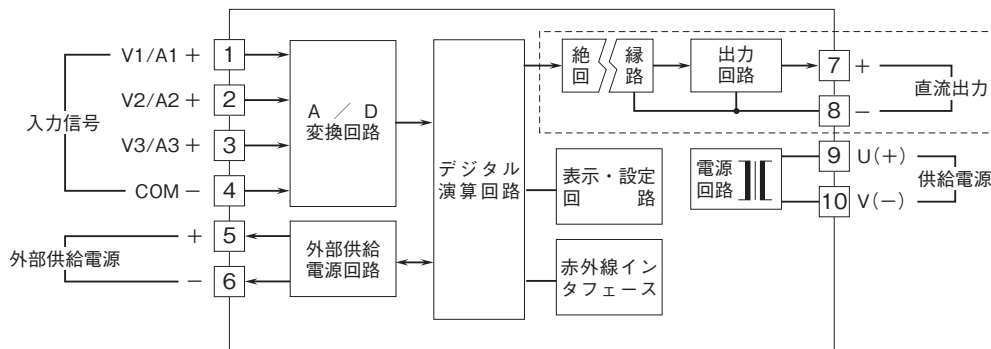 入力信号
V1/A1 +
V2/A2 +
V3/A3 +
COM −
1
2
3
4
A ／ D
変換回路
外部供給電源
+
−
5
6
外部供給
電源回路
デジタル
演算回路
絶縁
回路
出力
回路
7
+
8
−
直流出力
表示・設定
回路
赤外線イン
タフェース
電源
回路
9
U(+)
10
V(−)
供給電源